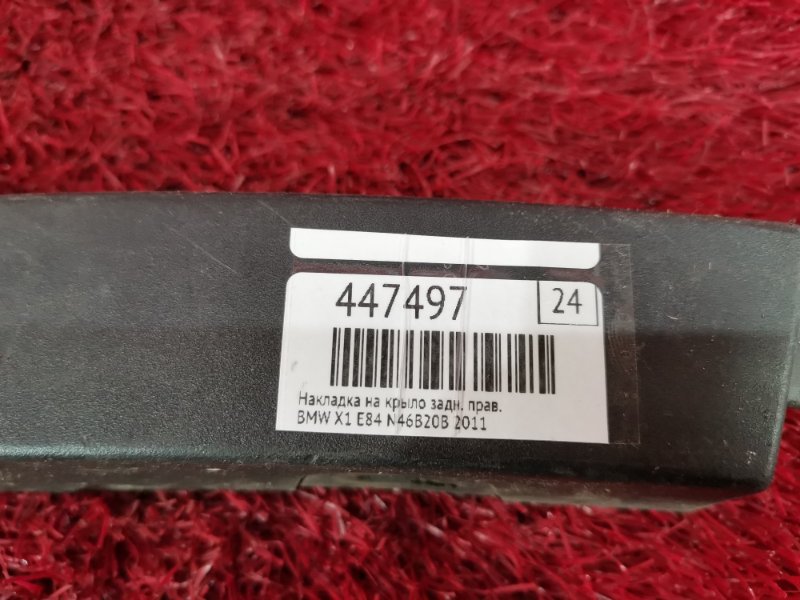 447497 24
Накладка на крыло задн. прав.
BMW X1 E84 N46B20B 2011